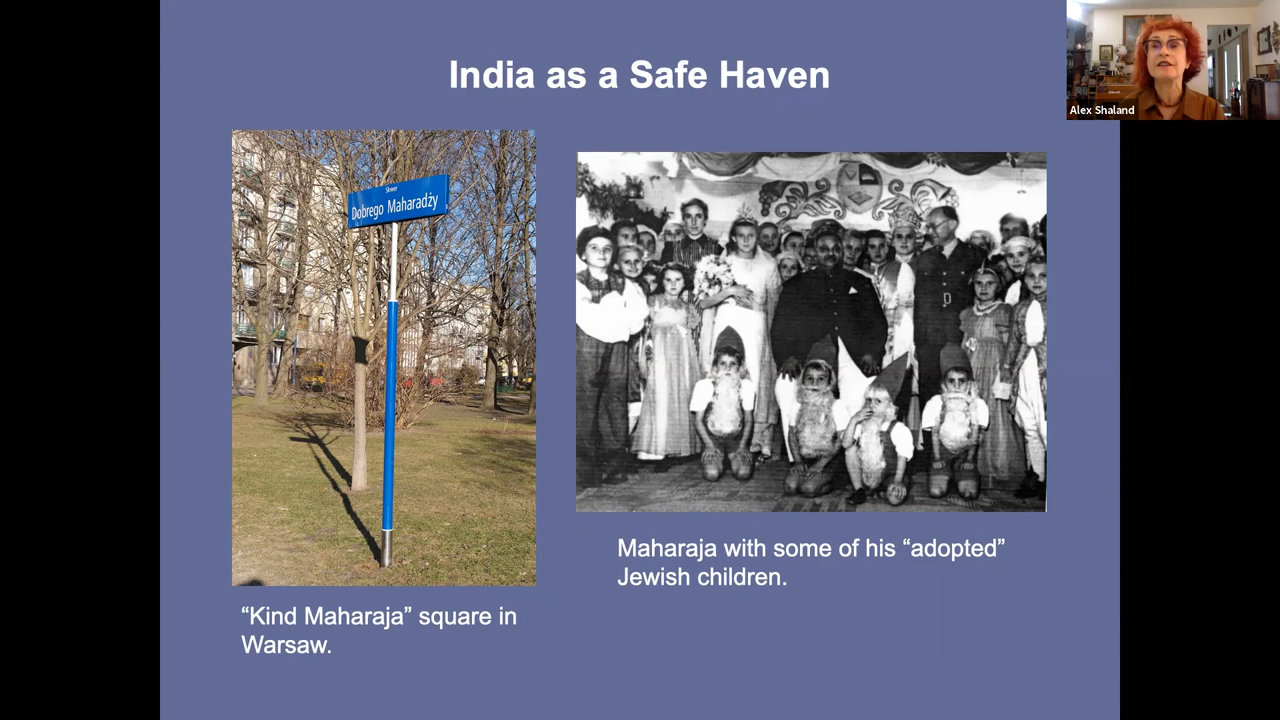 India as a Safe Haven
Alex Shaland
Skwer
Dobrego Maharadży
Maharaja with some of his “adopted”
Jewish children.
“Kind Maharaja” square in
Warsaw.